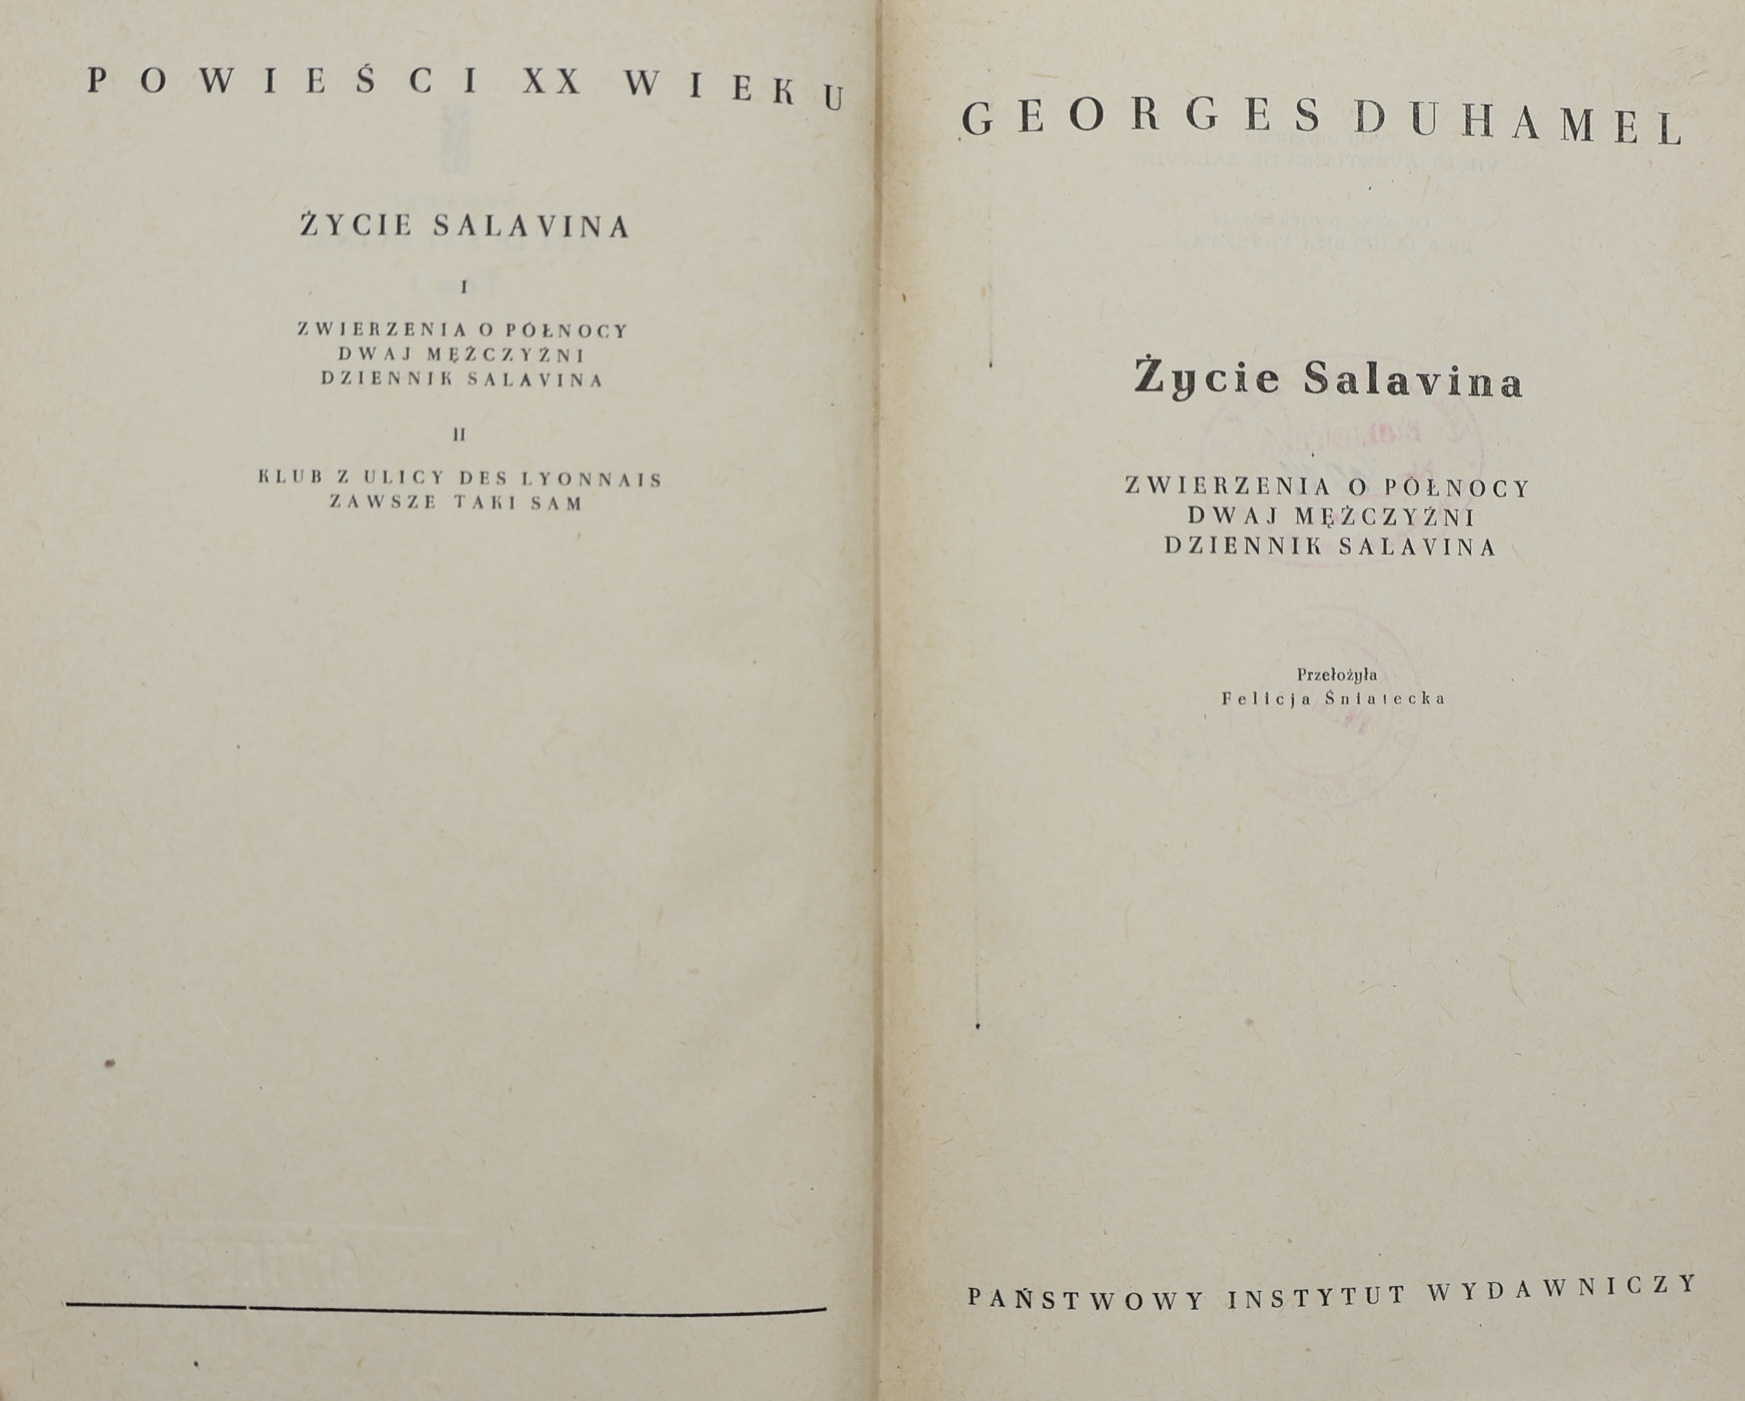 POWIEŚCI XX WIEKU
ŻYCIE SALAVINA
I
ZWIERZENIA O PÓŁNOCY
DWAJ MĘŻCZYŹNI
DZIENNIK SALAVINA
II
KLUB Z ULICY DES LYONNAIS
ZAWSZE TAKI SAM
GEORGES DUHAMEL
Życie Salavina
ZWIERZENIA O PÓŁNOCY
DWAJ MĘŻCZYŹNI
DZIENNIK SALAVINA
Przełożyła
Felicja Śniatecka
PAŃSTWOWY INSTYTUT WYDAWNICZY